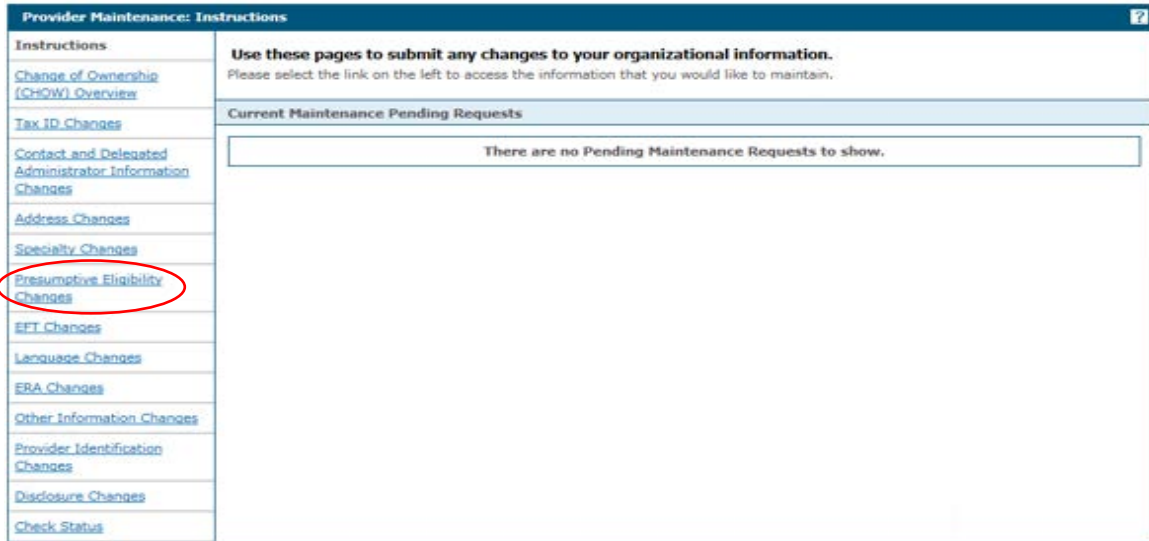 Provider Maintenance: Instructions
?
Instructions
Change of Ownership
(CHOW) Overview
Tax ID Changes
Contact and Delegated
Administrator Information
Changes
Address Changes
Specialty Changes
Presumptive Eligibility
Changes
EFT Changes
Language Changes
ERA Changes
Other Information Changes
Provider Identification
Changes
Disclosure Changes
Check Status
Use these pages to submit any changes to your organizational information.
Please select the link on the left to access the information that you would like to maintain.
Current Maintenance Pending Requests
There are no Pending Maintenance Requests to show.